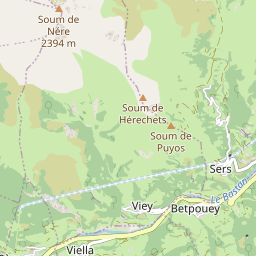 Soum de
Nère
2394 m
Soum de
Hérechets
Soum de
Puyos
Sers
Le Bastan
Viey
Betpouey
Viella